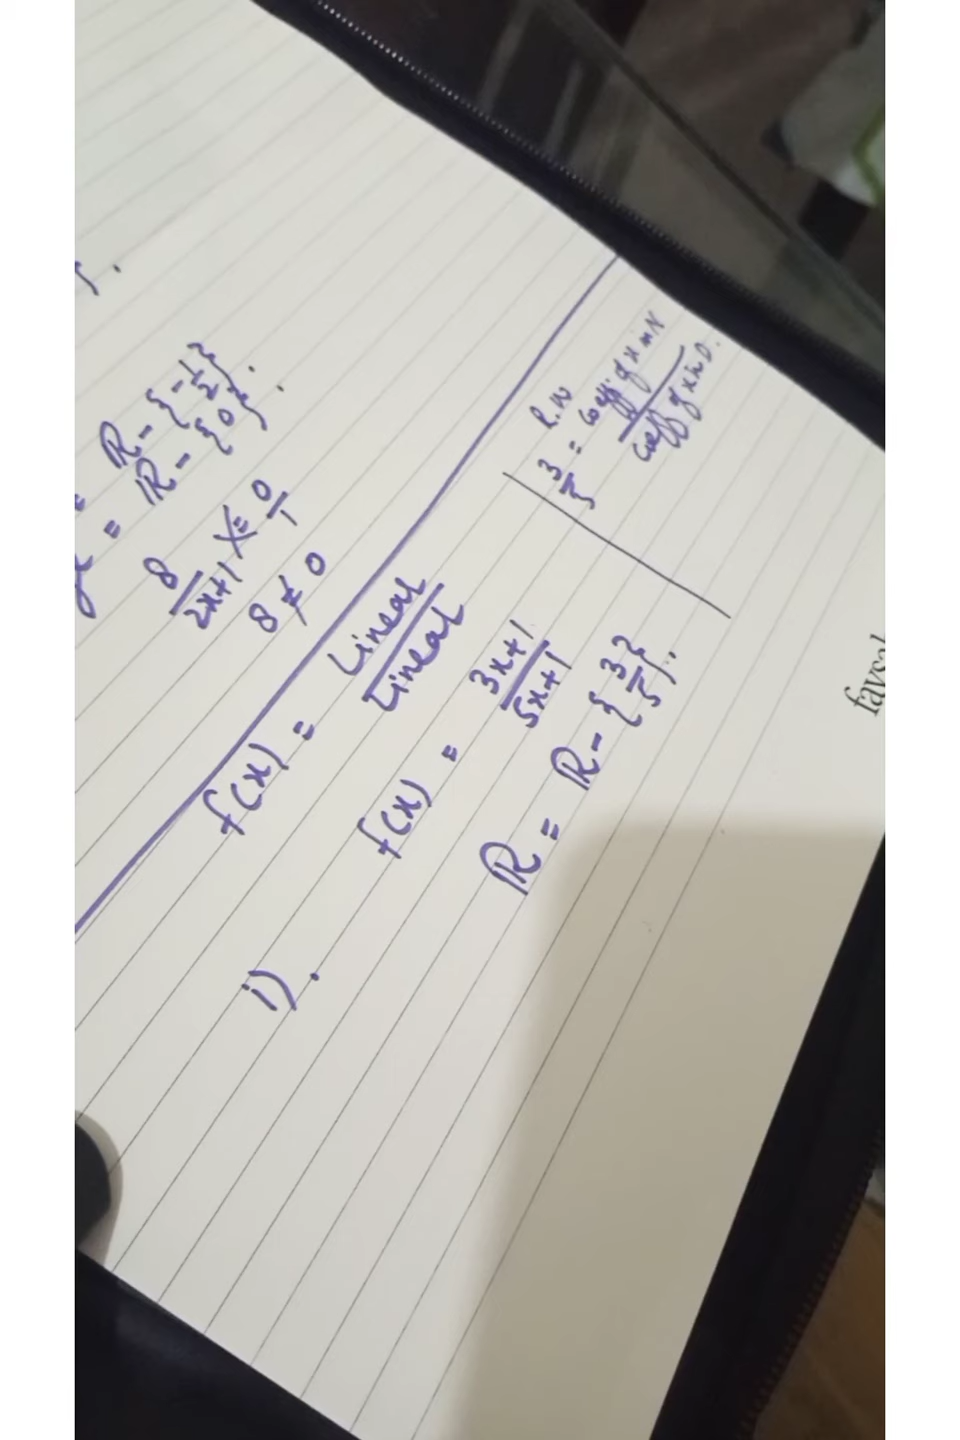 = R - {-1/2}
= R - {0}.
8/2x+1 = 0/1
8 ≠ 0
f(x) = Linear/Linear
i). f(x) = 3x+1/5x+1
R = R - {3/5}.
R.W
3/5 = coeff of x in N/coeff of x in D.
faysal